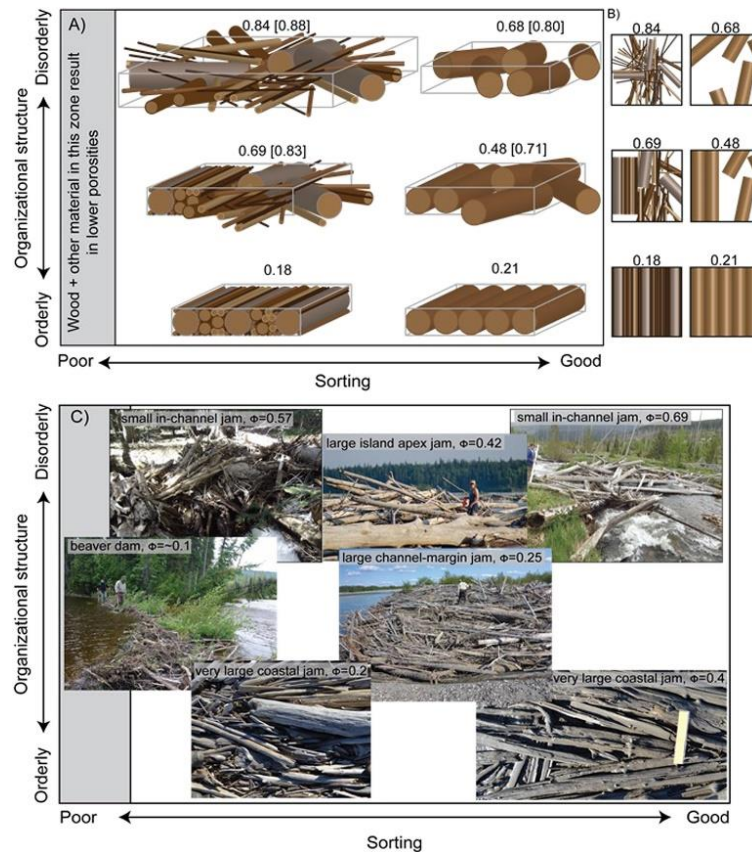 A)
Disorderly
Organizational structure
Orderly
Wood + other material in this zone result
in lower porosities
0.84 [0.88]
0.68 [0.80]
0.69 [0.83]
0.48 [0.71]
0.18
0.21
Poor
Good
Sorting
B)
0.84
0.68
0.69
0.48
0.18
0.21
C)
Disorderly
Organizational structure
Orderly
small in-channel jam, Φ=0.57
large island apex jam, Φ=0.42
small in-channel jam, Φ=0.69
beaver dam, Φ=~0.1
large channel-margin jam, Φ=0.25
very large coastal jam, Φ=0.2
very large coastal jam, Φ=0.4
Poor
Good
Sorting